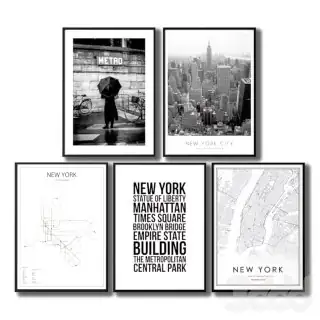 METRO
NEW YORK CITY
NEW YORK
NEW YORK
STATUE OF LIBERTY
MANHATTAN
TIMES SQUARE
BROOKLYN BRIDGE
EMPIRE STATE
BUILDING
THE METROPOLITAN
CENTRAL PARK
NEW YORK